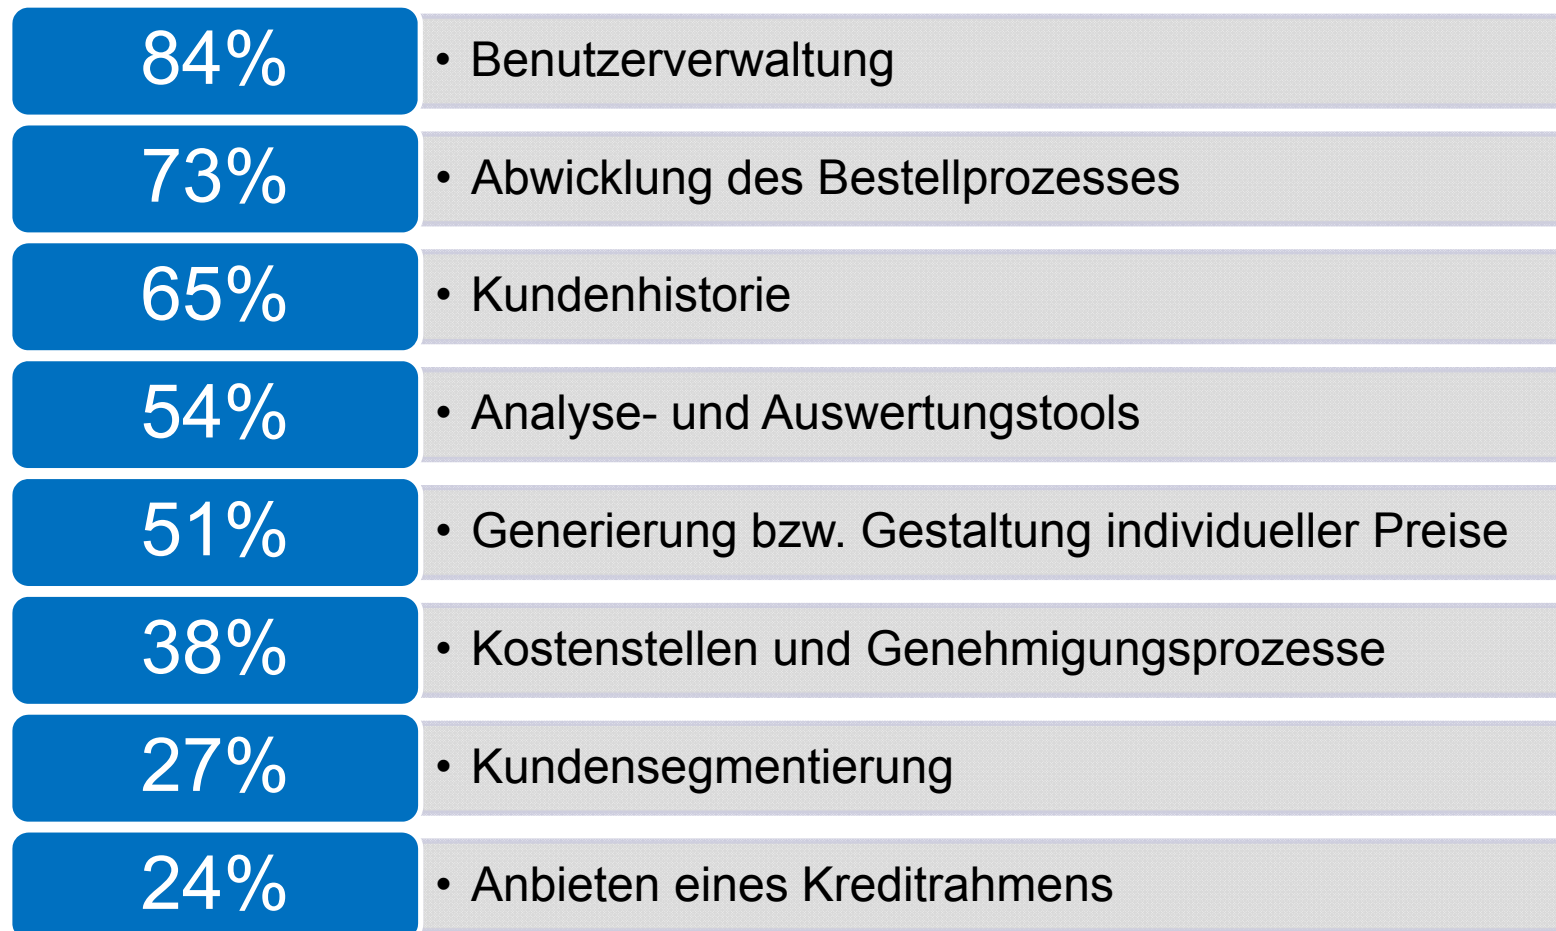 84% • Benutzerverwaltung
73% • Abwicklung des Bestellprozesses
65% • Kundenhistorie
54% • Analyse- und Auswertungstools
51% • Generierung bzw. Gestaltung individueller Preise
38% • Kostenstellen und Genehmigungsprozesse
27% • Kundensegmentierung
24% • Anbieten eines Kreditrahmens